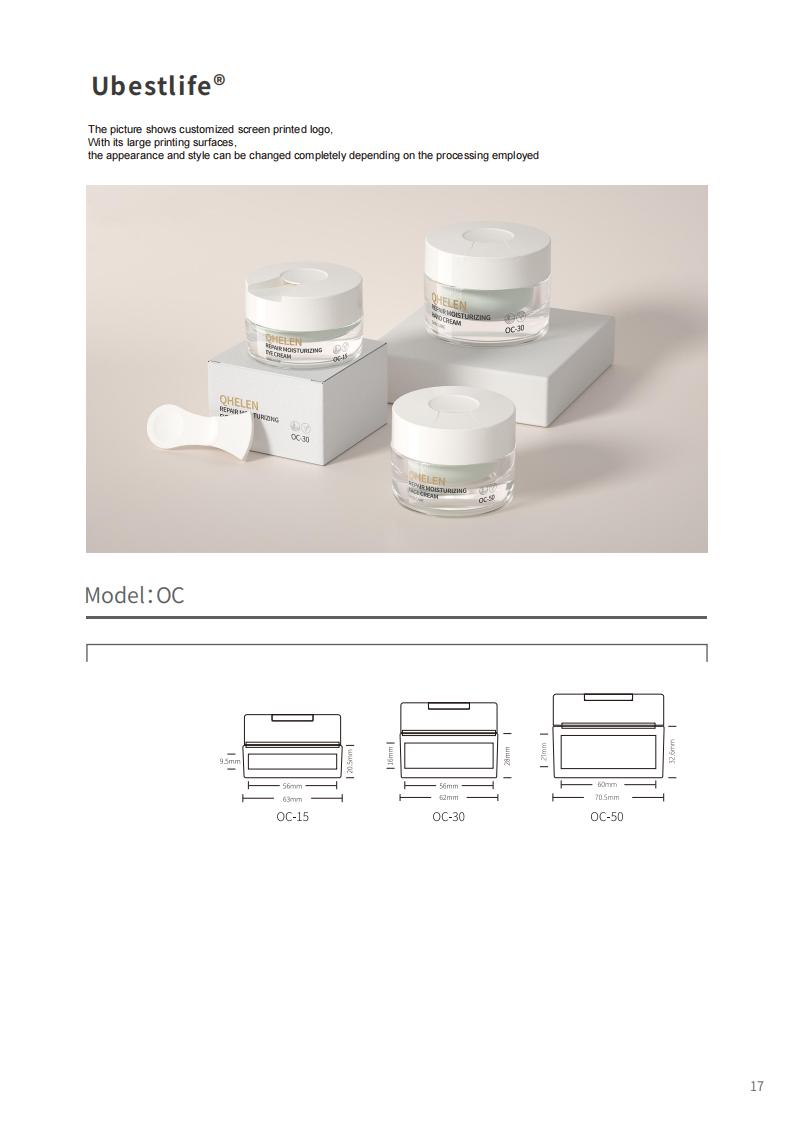 Ubestlife®
The picture shows customized screen printed logo,
With its large printing surfaces,
the appearance and style can be changed completely depending on the processing employed
QHELEN
REPAIR MOISTURIZING
HAND CREAM
OC-30
QHELEN
REPAIR MOISTURIZING
EYE CREAM
OC-15
QHELEN
REPAIR TURIZING
OC-30
QHELEN
REPAIR MOISTURIZING
FACE CREAM
OC-50
Model:OC
9.5mm
20.5mm
56mm
63mm
OC-15
16mm
28mm
56mm
62mm
OC-30
21mm
32.6mm
60mm
70.5mm
OC-50
17